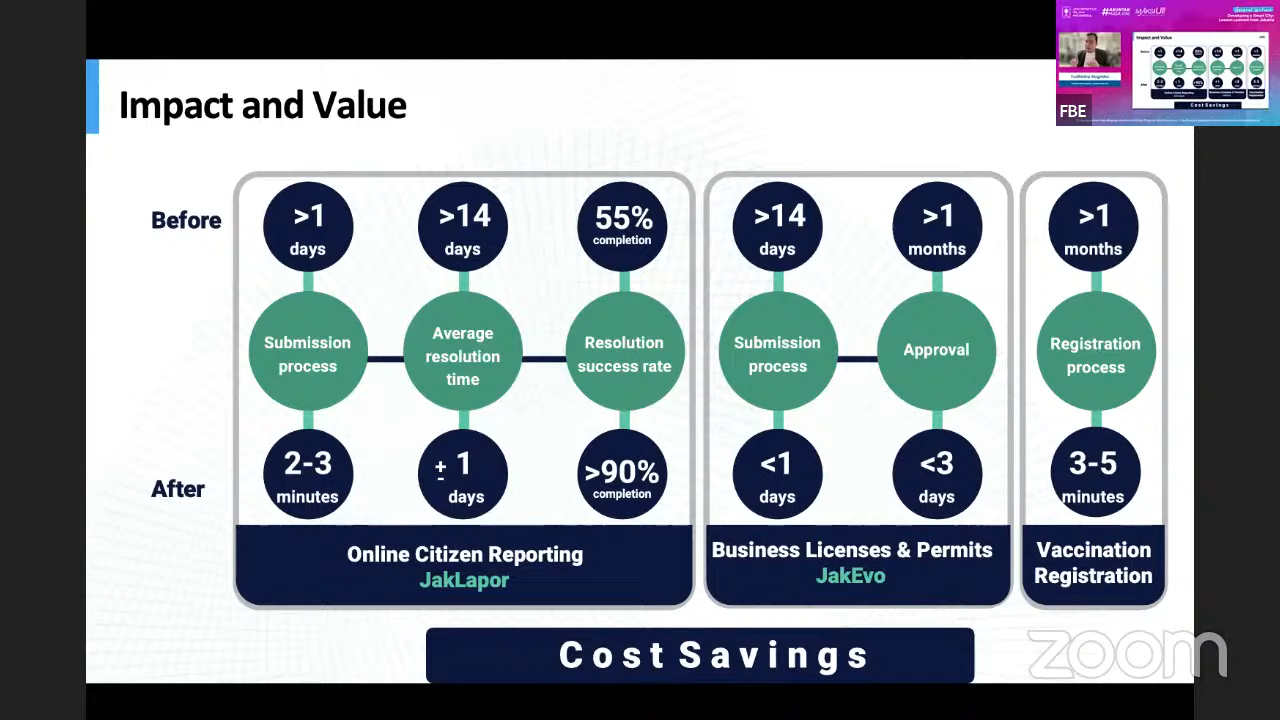 Impact and Value
FBE
Before
>1
days
>14
days
55%
completion
>14
days
>1
months
>1
months
Submission
process
Average
resolution
time
Resolution
success rate
Submission
process
Approval
Registration
process
After
2-3
minutes
± 1
days
>90%
completion
<1
days
<3
days
3-5
minutes
Online Citizen Reporting
JakLapor
Business Licenses & Permits
JakEvo
Vaccination
Registration
Cost Savings
zoom